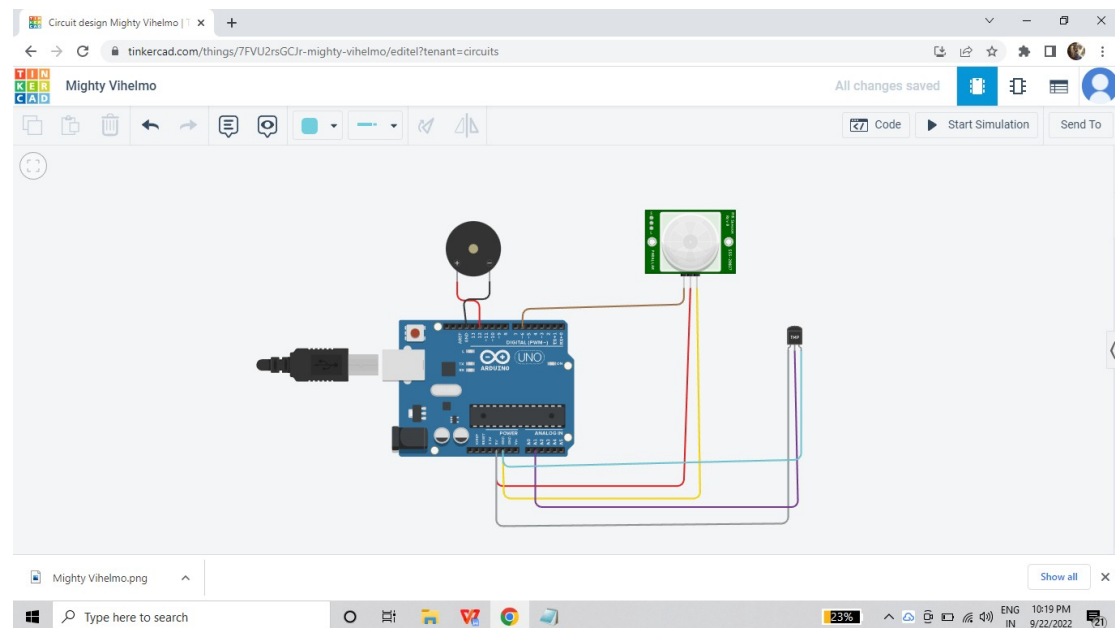 Circuit design Mighty Vihelmo | T
tinkercad.com/things/7FVU2rsGCJr-mighty-vihelmo/editel?tenant=circuits
TIN
KER
CAD
Mighty Vihelmo
All changes saved
Code
Start Simulation
Send To
DIGITAL (PWM~)
UNO
ARDUINO
POWER
ANALOG IN
TMP
Mighty Vihelmo.png
Show all
Type here to search
23%
ENG
IN
10:19 PM
9/22/2022
21